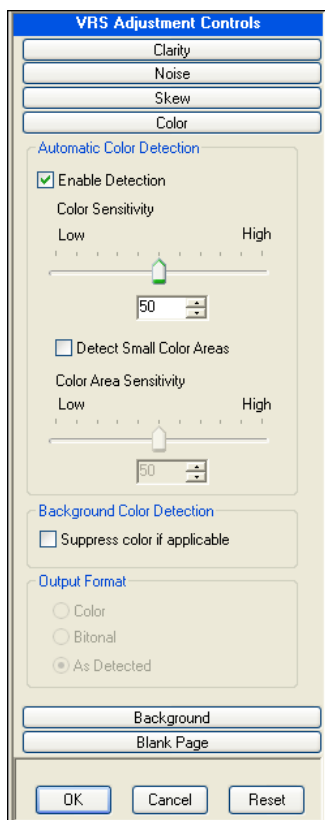 VRS Adjustment Controls
Clarity
Noise
Skew
Color
Automatic Color Detection
Enable Detection
Color Sensitivity
Low High
50
Detect Small Color Areas
Color Area Sensitivity
Low High
50
Background Color Detection
Suppress color if applicable
Output Format
Color
Bitonal
As Detected
Background
Blank Page
OK Cancel Reset